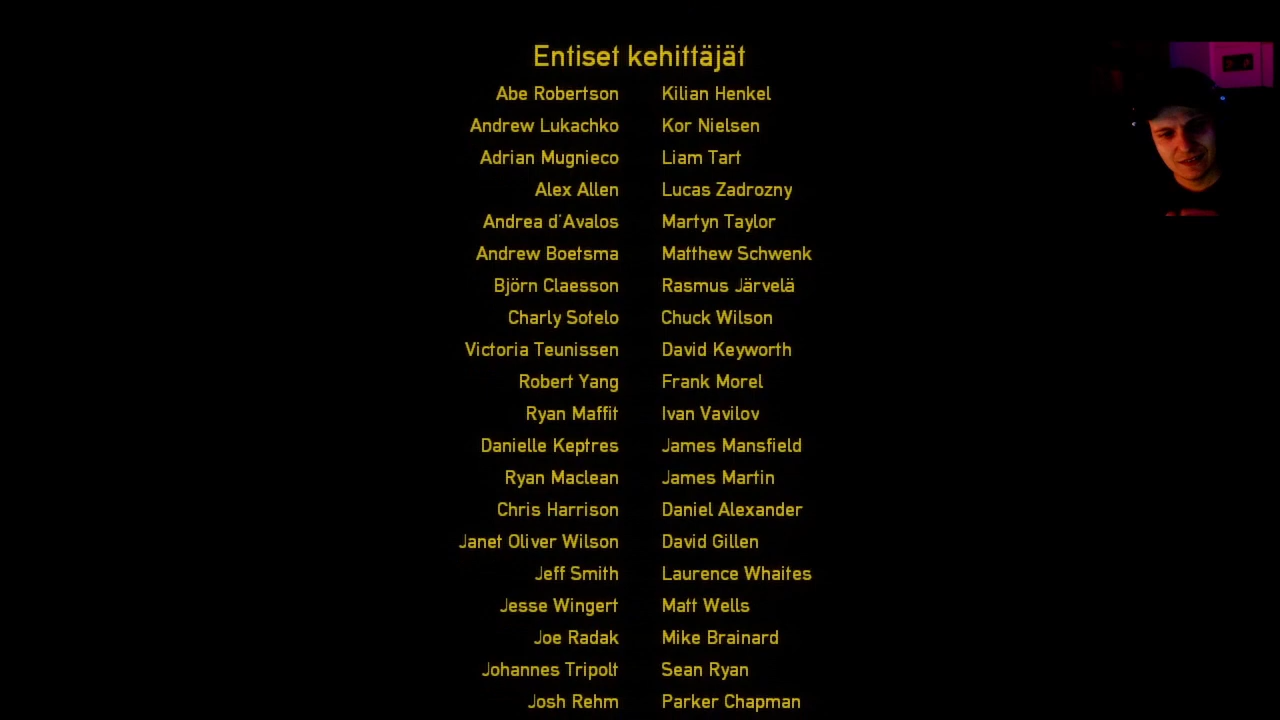 Entiset kehittäjät
Abe Robertson Kilian Henkel
Andrew Lukachko Kor Nielsen
Adrian Mugnieco Liam Tart
Alex Allen Lucas Zadrozny
Andrea d'Avalos Martyn Taylor
Andrew Boetsma Matthew Schwenk
Björn Claesson Rasmus Järvelä
Charly Sotelo Chuck Wilson
Victoria Teunissen David Keyworth
Robert Yang Frank Morel
Ryan Maffit Ivan Vavilov
Danielle Keptres James Mansfield
Ryan Maclean James Martin
Chris Harrison Daniel Alexander
Janet Oliver Wilson David Gillen
Jeff Smith Laurence Whaites
Jesse Wingert Matt Wells
Joe Radak Mike Brainard
Johannes Tripolt Sean Ryan
Josh Rehm Parker Chapman